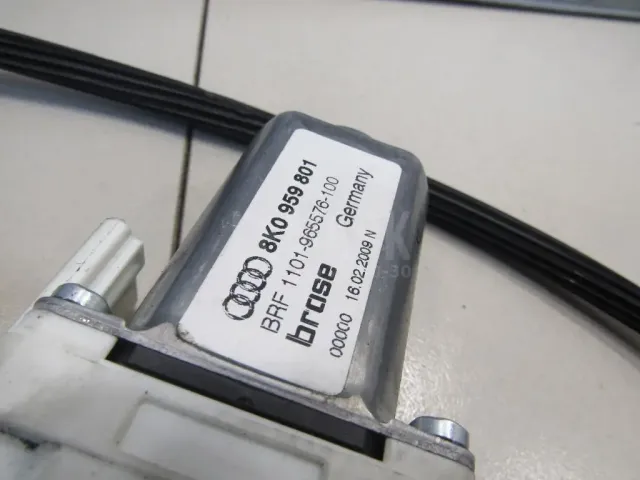 8K0 959 801
BRF 1101-965576-100
brose Germany
00000 16.02.2009 N